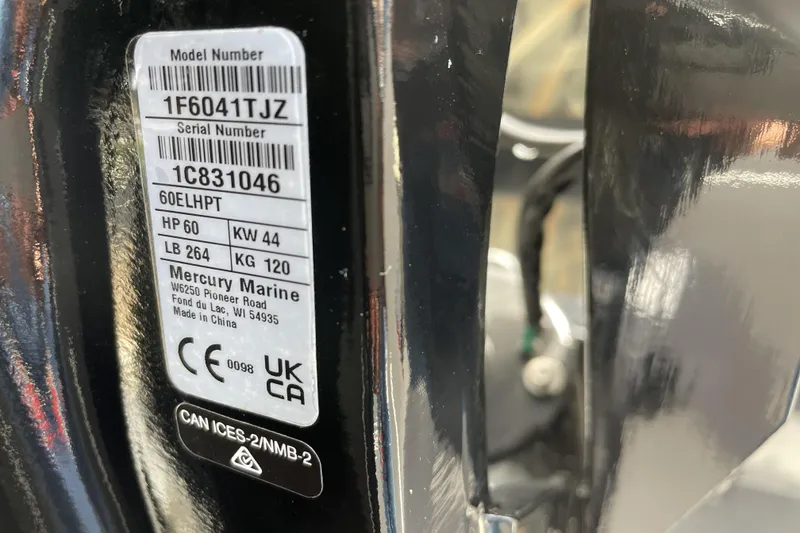 Model Number
1F6041TJZ
Serial Number
1C831046
60ELHPT
HP 60 KW 44
LB 264 KG 120
Mercury Marine
W6250 Pioneer Road
Fond du Lac, WI 54935
Made in China
CE 0098 UK
CA
CAN ICES-2/NMB-2